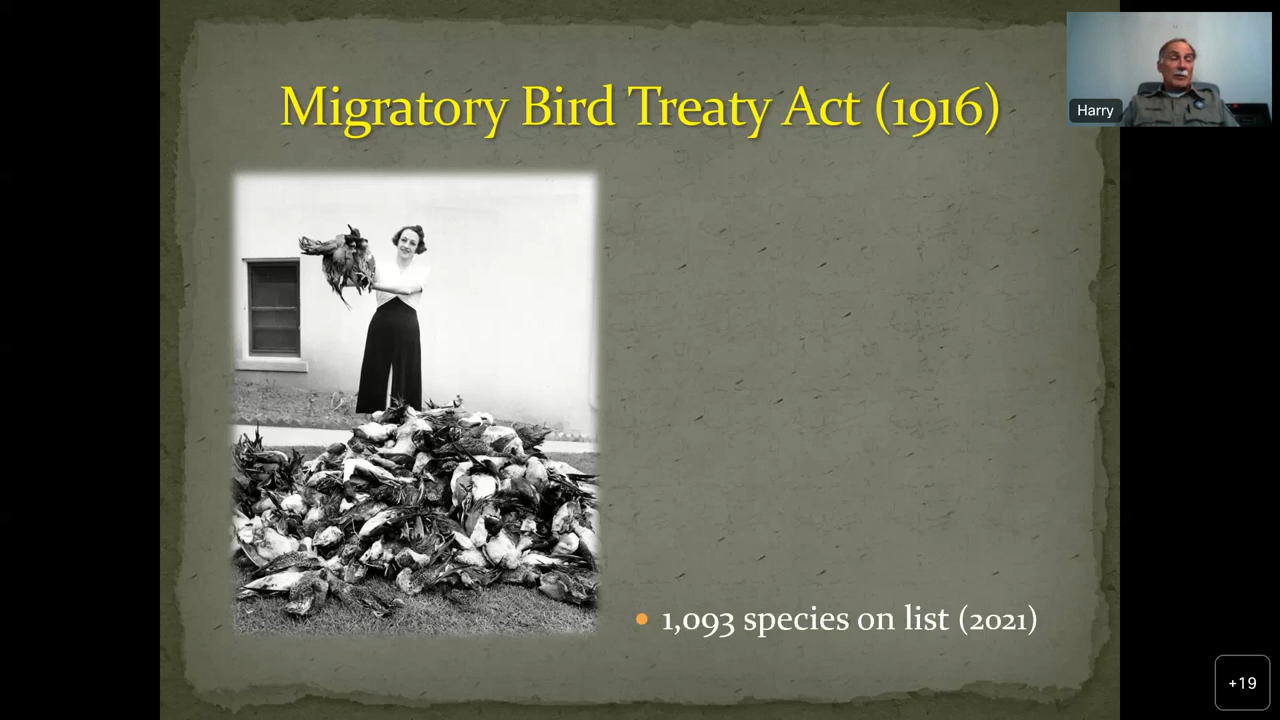 Migratory Bird Treaty Act (1916)
Harry
1,093 species on list (2021)
+19